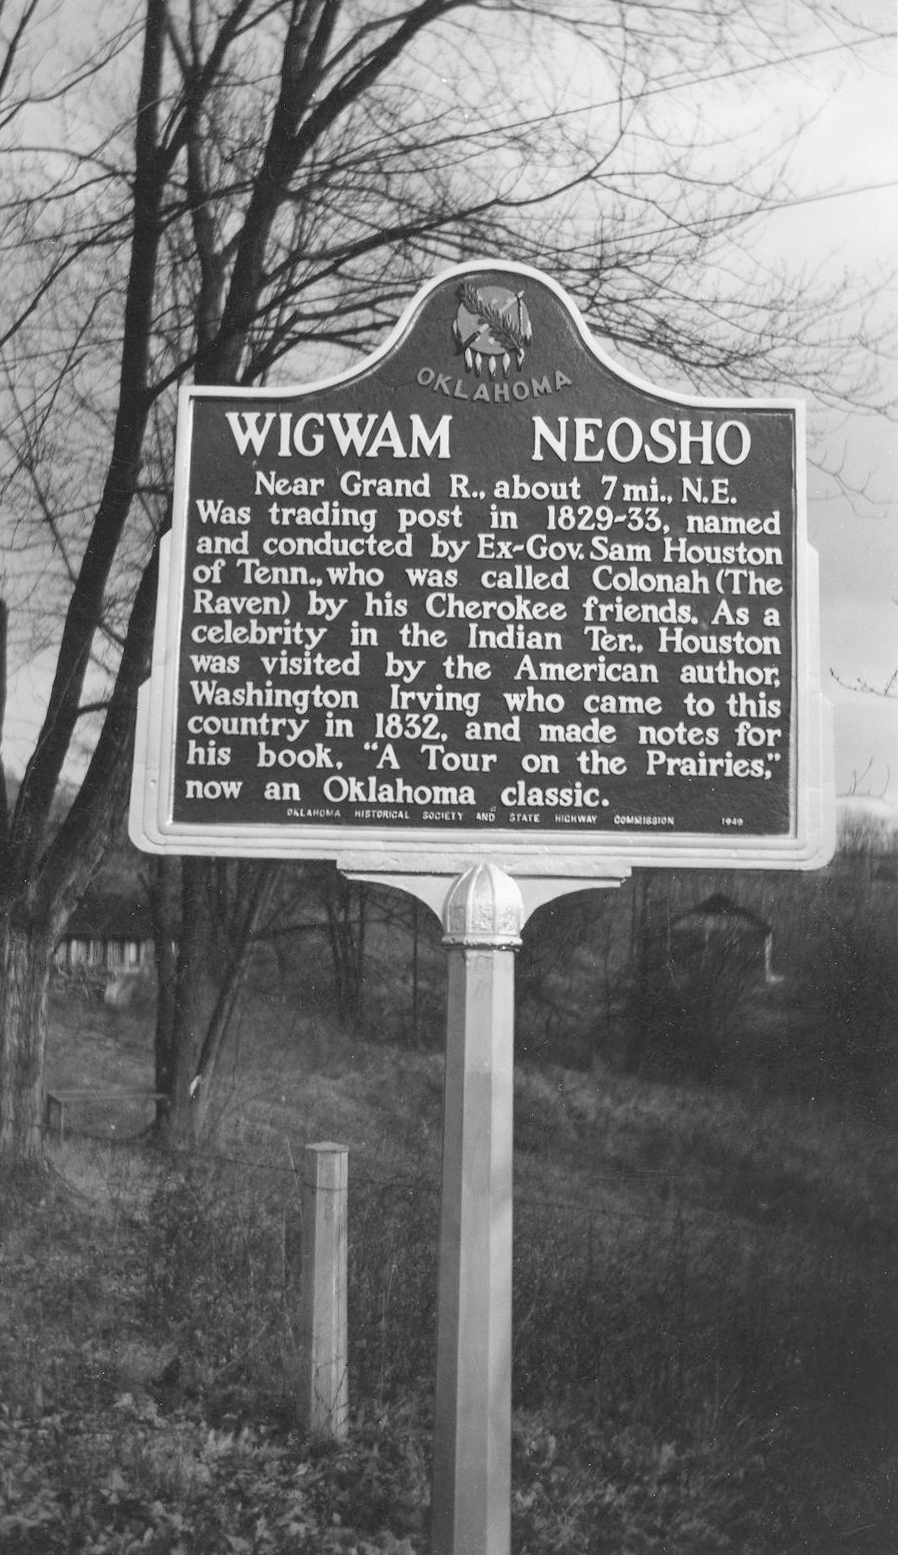 OKLAHOMA
WIGWAM NEOSHO
Near Grand R., about 7 mi., N.E.
Was trading post in 1829-33, named
and conducted by Ex-Gov. Sam Houston
of Tenn., who was called Colonah (The
Raven) by his Cherokee friends. As a
celebrity in the Indian Ter., Houston
was visited by the American author,
Washington Irving who came to this
country in 1832, and made notes for
his book, "A Tour on the Prairies,"
now an Oklahoma classic.
OKLAHOMA HISTORICAL SOCIETY AND STATE HIGHWAY COMMISSION 1949